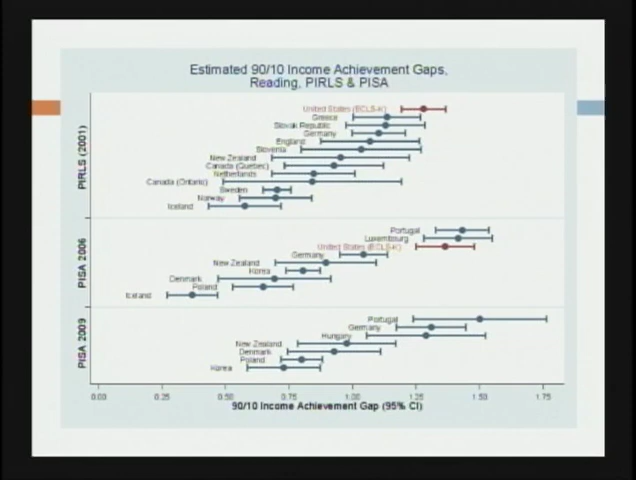 Estimated 90/10 Income Achievement Gaps,
Reading, PIRLS & PISA
PIRLS (2001)
United States (ECLS-K)
Greece
Slovak Republic
Germany
England
Slovenia
New Zealand
Canada (Quebec)
Netherlands
Canada (Ontario)
Sweden
Norway
Iceland
PISA 2006
Portugal
Luxembourg
United States (ECLS-K)
Germany
New Zealand
Korea
Denmark
Poland
Iceland
PISA 2009
Portugal
Germany
Hungary
New Zealand
Denmark
Poland
Korea
0.00 0.25 0.50 0.75 1.00 1.25 1.50 1.75
90/10 Income Achievement Gap (95% CI)